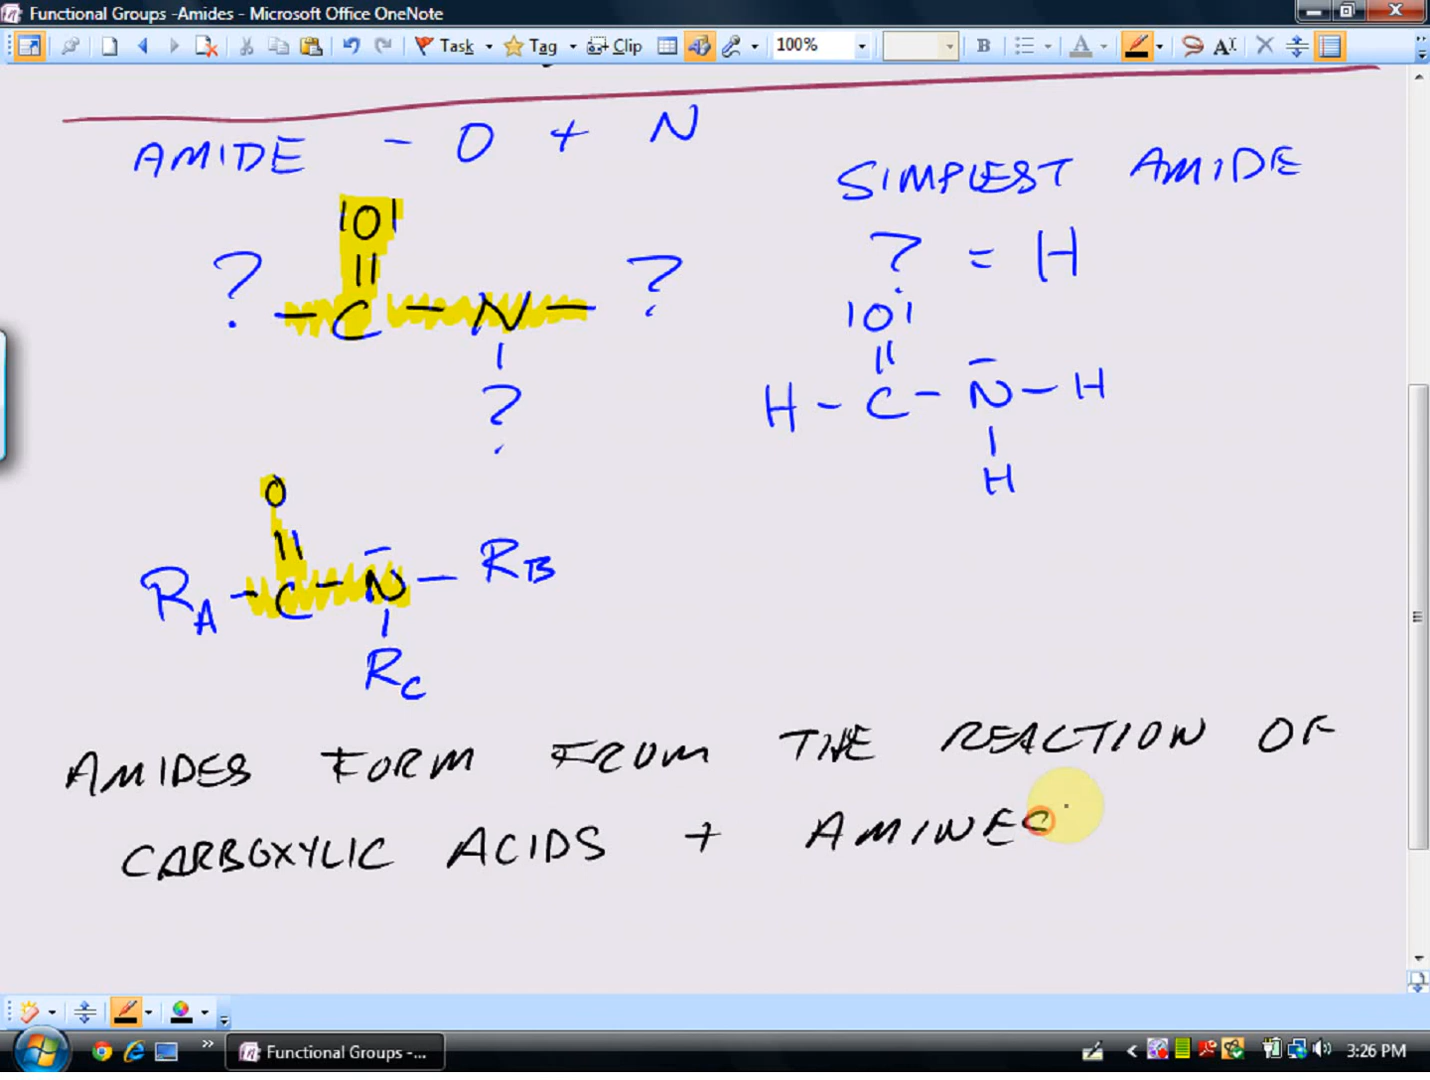 Functional Groups -Amides - Microsoft Office OneNote
Task Tag Clip 100% B A A
AMIDE - O + N
SIMPLEST AMIDE
? = H
|O|
||
? - C - N - ?
|
?
|O|
||
H - C - N - H
|
H
O
||
RA - C - N - RB
|
RC
AMIDES FORM FROM THE REACTION OF
CARBOXYLIC ACIDS + AMINES
Functional Groups -... 3:26 PM